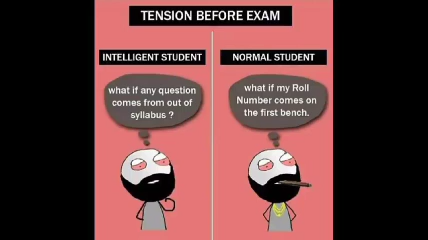 TENSION BEFORE EXAM
INTELLIGENT STUDENT
what if any question
comes from out of
syllabus ?
NORMAL STUDENT
what if my Roll
Number comes on
the first bench.